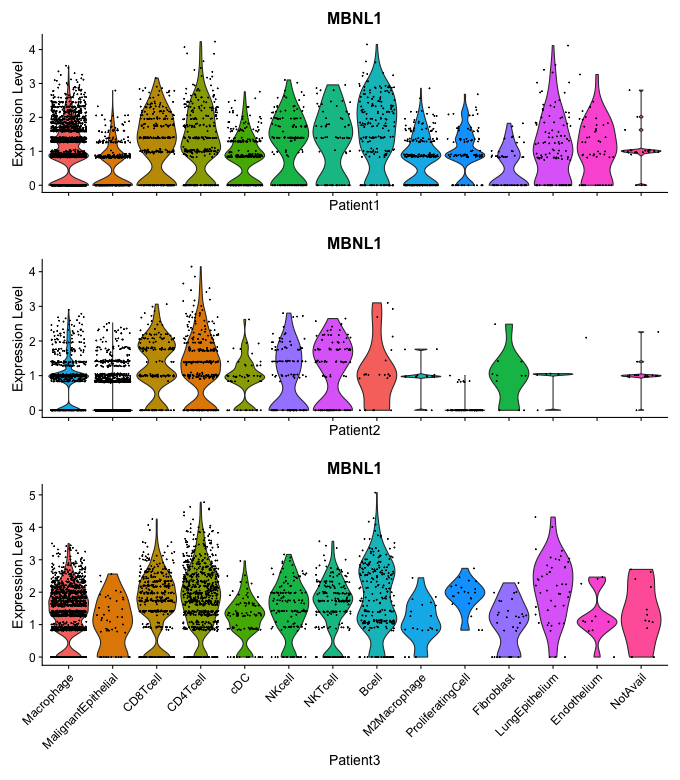 MBNL1
Expression Level
4
3
2
1
0
Patient1
MBNL1
Expression Level
4
3
2
1
0
Patient2
MBNL1
Expression Level
5
4
3
2
1
0
Macrophage
MalignantEpithelial
CD8Tcell
CD4Tcell
cDC
NKcell
NKTcell
Bcell
M2Macrophage
ProliferatingCell
Fibroblast
LungEpithelium
Endothelium
NotAvail
Patient3